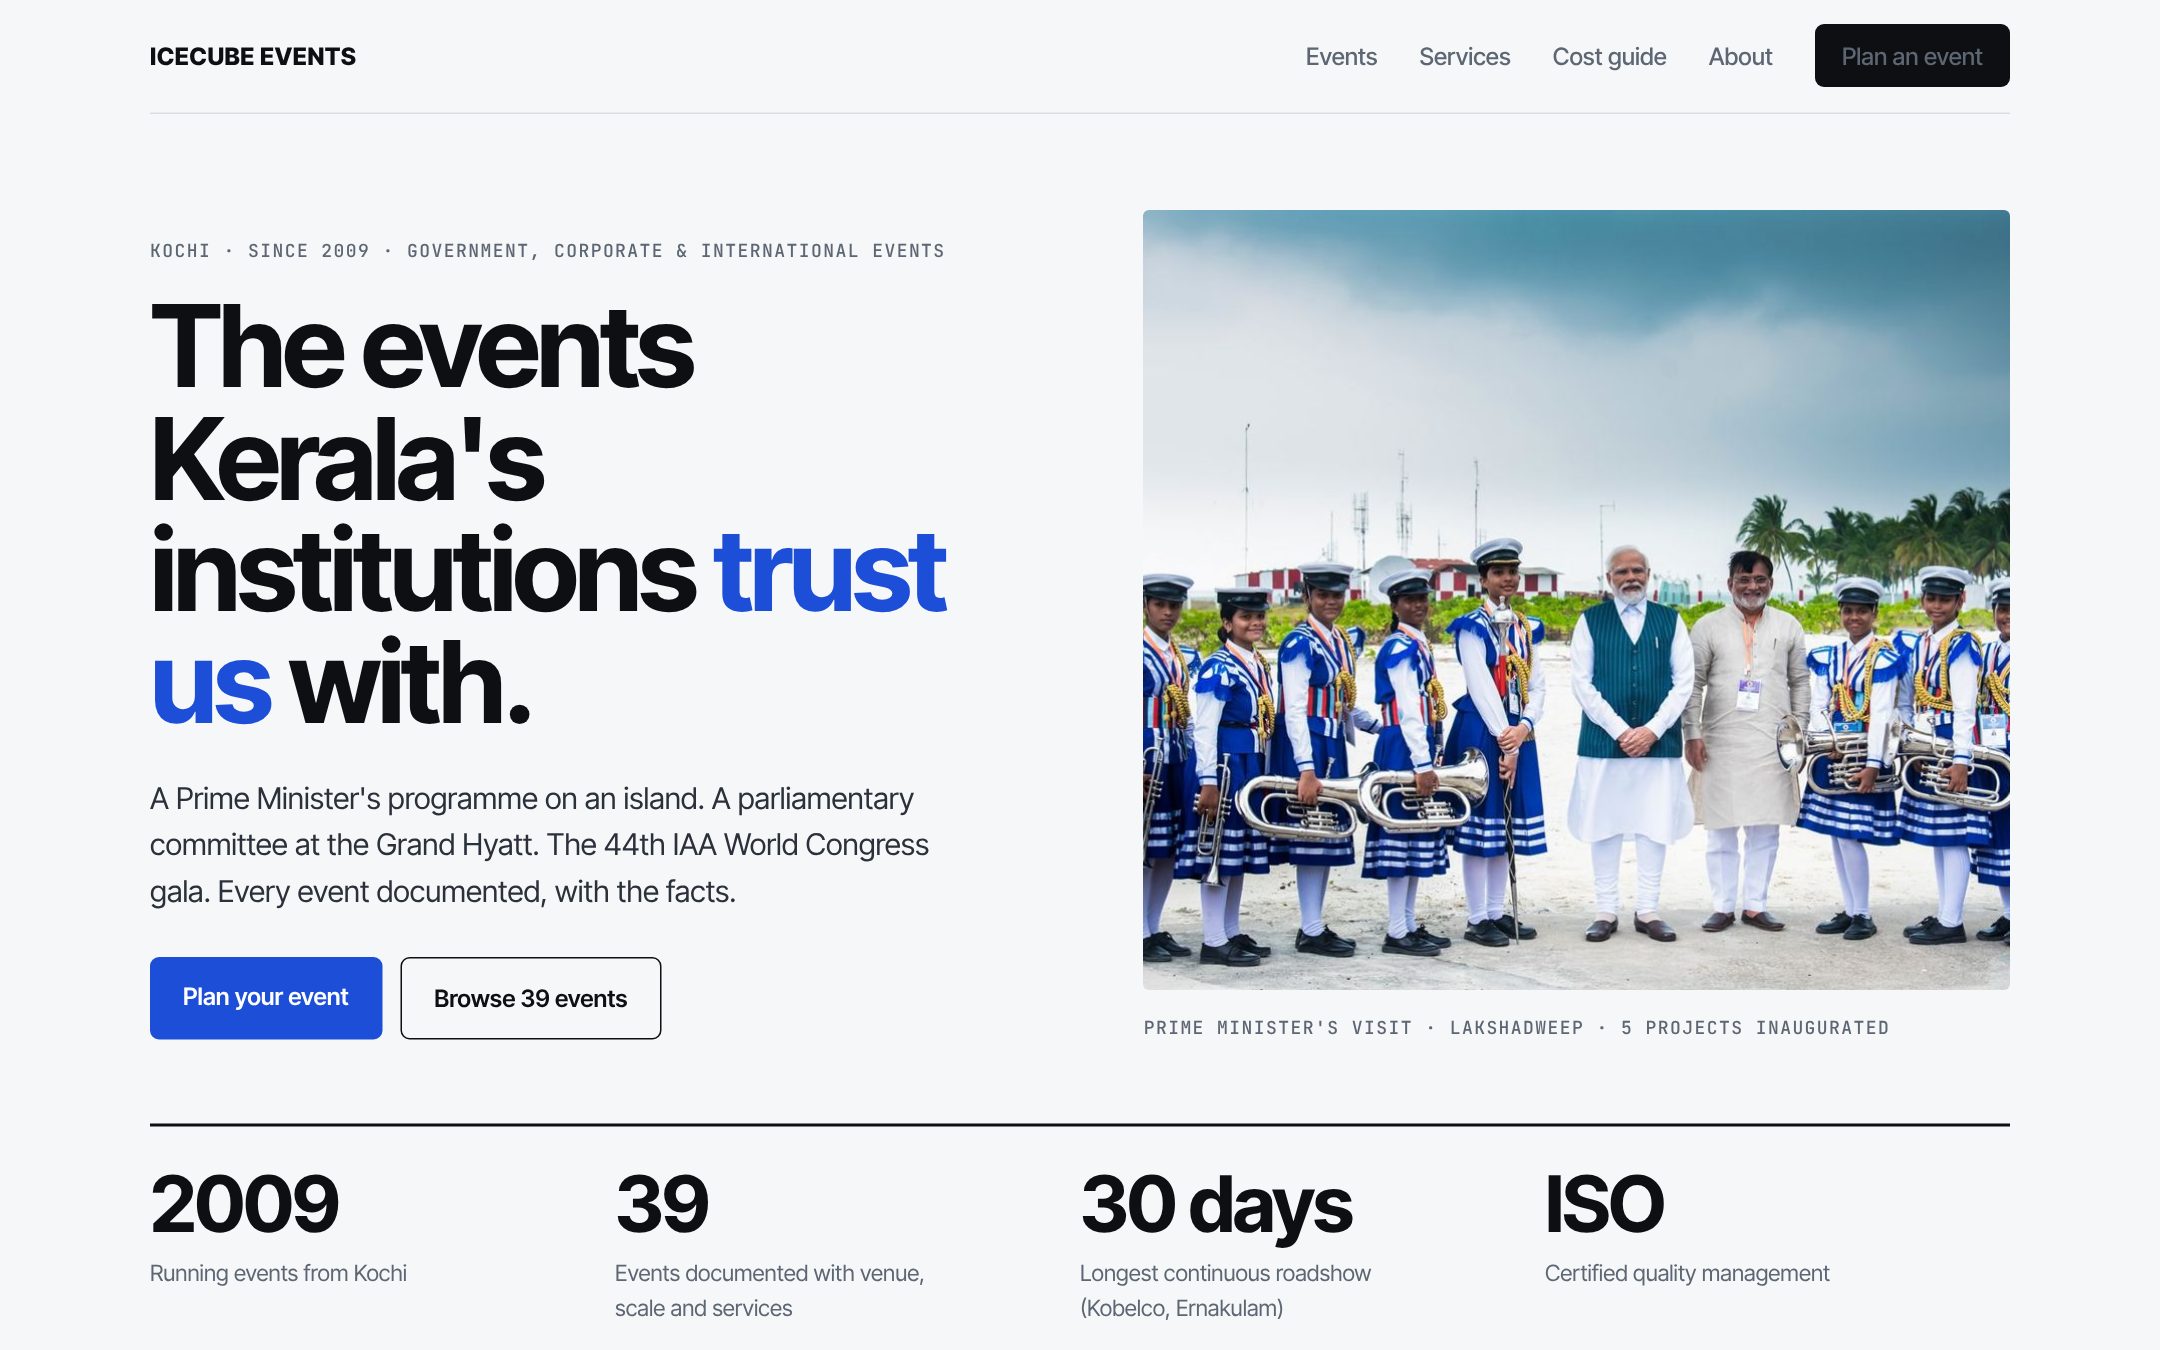 ICECUBE EVENTS
Events
Services
Cost guide
About
Plan an event
KOCHI · SINCE 2009 · GOVERNMENT, CORPORATE & INTERNATIONAL EVENTS
The events
Kerala's
institutions trust
us with.
A Prime Minister's programme on an island. A parliamentary
committee at the Grand Hyatt. The 44th IAA World Congress
gala. Every event documented, with the facts.
Plan your event
Browse 39 events
PRIME MINISTER'S VISIT · LAKSHADWEEP · 5 PROJECTS INAUGURATED
2009
Running events from Kochi
39
Events documented with venue,
scale and services
30 days
Longest continuous roadshow
(Kobelco, Ernakulam)
ISO
Certified quality management